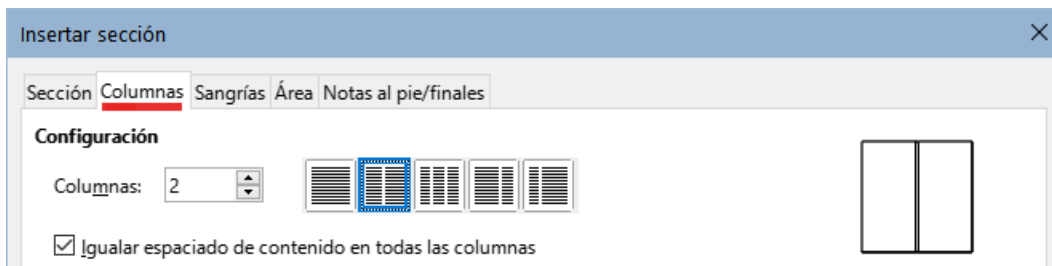 Insertar sección
Sección Columnas Sangrías Área Notas al pie/finales
Configuración
Columnas: 2
Igualar espaciado de contenido en todas las columnas